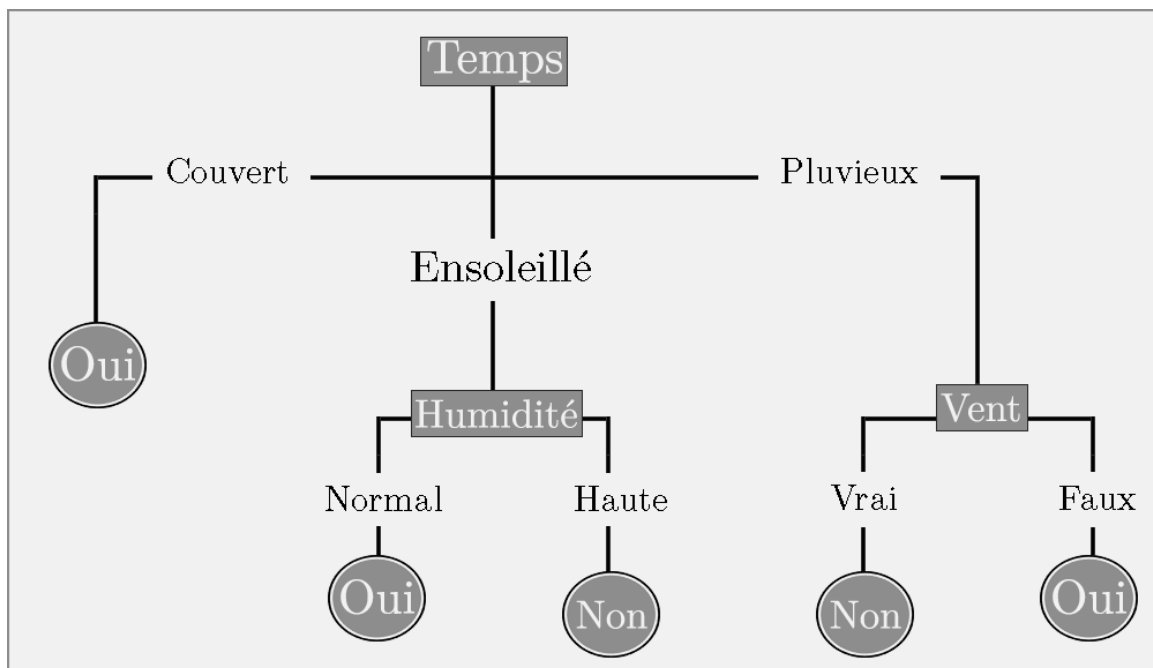 Temps
Couvert
Pluvieux
Ensoleillé
Oui
Humidité
Vent
Normal
Haute
Vrai
Faux
Oui
Non
Non
Oui